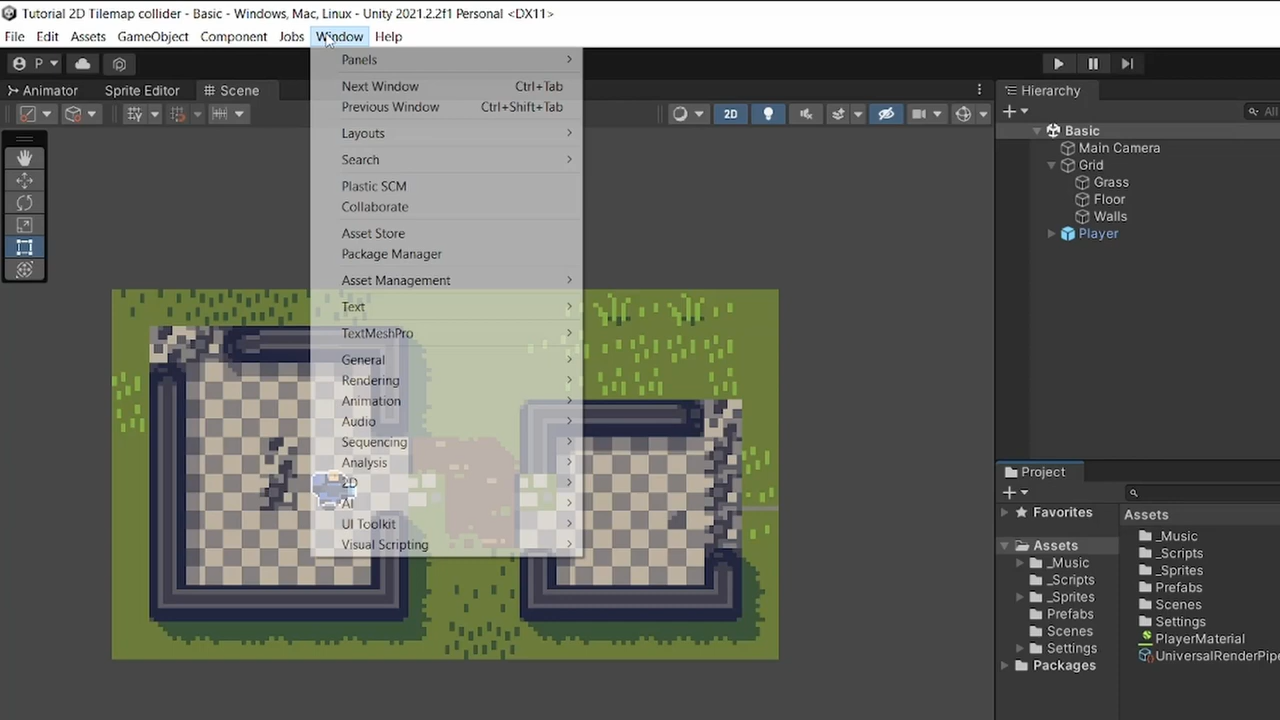 Tutorial 2D Tilemap collider - Basic - Windows, Mac, Linux - Unity 2021.2.2f1 Personal <DX11>
File Edit Assets GameObject Component Jobs Window Help
P
Animator Sprite Editor Scene
2D
Panels
Next Window Ctrl+Tab
Previous Window Ctrl+Shift+Tab
Layouts
Search
Plastic SCM
Collaborate
Asset Store
Package Manager
Asset Management
Text
TextMeshPro
General
Rendering
Animation
Audio
Sequencing
Analysis
2D
AI
UI Toolkit
Visual Scripting
Hierarchy
All
Basic
Main Camera
Grid
Grass
Floor
Walls
Player
Project
Favorites
Assets
_Music
_Scripts
_Sprites
Prefabs
Scenes
Settings
Packages
Assets
_Music
_Scripts
_Sprites
Prefabs
Scenes
Settings
PlayerMaterial
UniversalRenderPipe